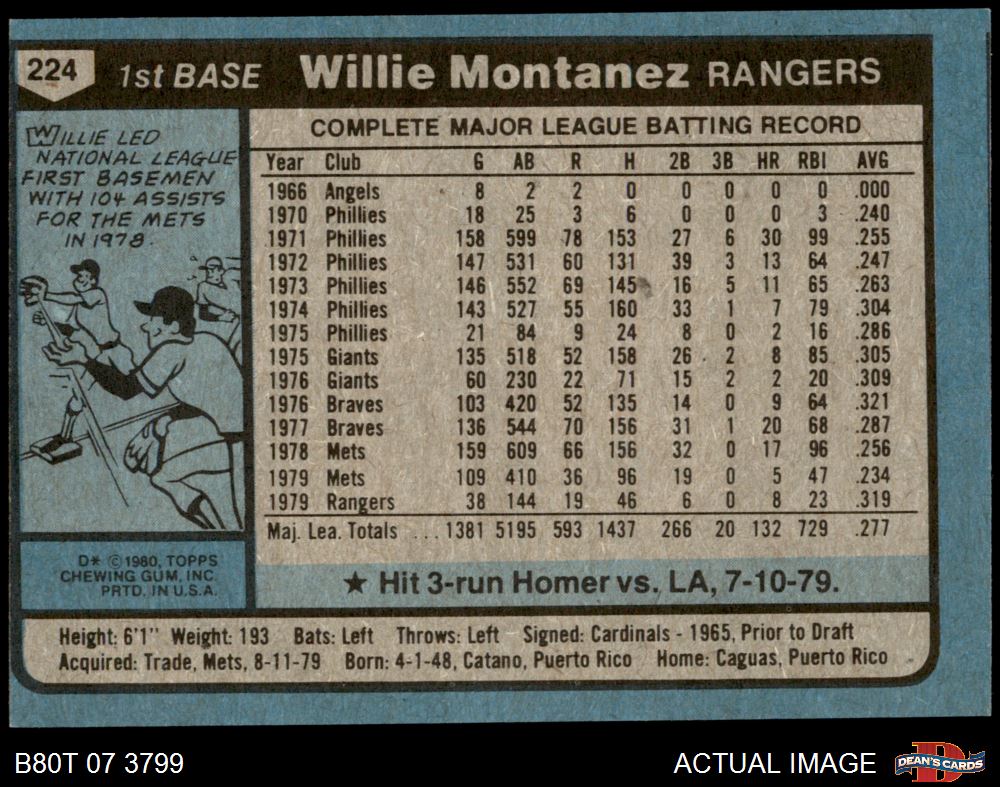 224 1st BASE Willie Montanez RANGERS
WILLIE LED
NATIONAL LEAGUE
FIRST BASEMEN
WITH 104 ASSISTS
FOR THE METS
IN 1978.
COMPLETE MAJOR LEAGUE BATTING RECORD
Year Club G AB R H 2B 3B HR RBI AVG
1966 Angels 8 2 2 0 0 0 0 0 .000
1970 Phillies 18 25 3 6 0 0 0 3 .240
1971 Phillies 158 599 78 153 27 6 30 99 .255
1972 Phillies 147 531 60 131 39 3 13 64 .247
1973 Phillies 146 552 69 145 16 5 11 65 .263
1974 Phillies 143 527 55 160 33 1 7 79 .304
1975 Phillies 21 84 9 24 8 0 2 16 .286
1975 Giants 135 518 52 158 26 2 8 85 .305
1976 Giants 60 230 22 71 15 2 2 20 .309
1976 Braves 103 420 52 135 14 0 9 64 .321
1977 Braves 136 544 70 156 31 1 20 68 .287
1978 Mets 159 609 66 156 32 0 17 96 .256
1979 Mets 109 410 36 96 19 0 5 47 .234
1979 Rangers 38 144 19 46 6 0 8 23 .319
Maj. Lea. Totals ... 1381 5195 593 1437 266 20 132 729 .277
D* © 1980, TOPPS
CHEWING GUM, INC.
PRTD. IN U.S.A.
★ Hit 3-run Homer vs. LA, 7-10-79.
Height: 6'1" Weight: 193 Bats: Left Throws: Left Signed: Cardinals - 1965, Prior to Draft
Acquired: Trade, Mets, 8-11-79 Born: 4-1-48, Catano, Puerto Rico Home: Caguas, Puerto Rico
B80T 07 3799 ACTUAL IMAGE D DEAN'S CARDS